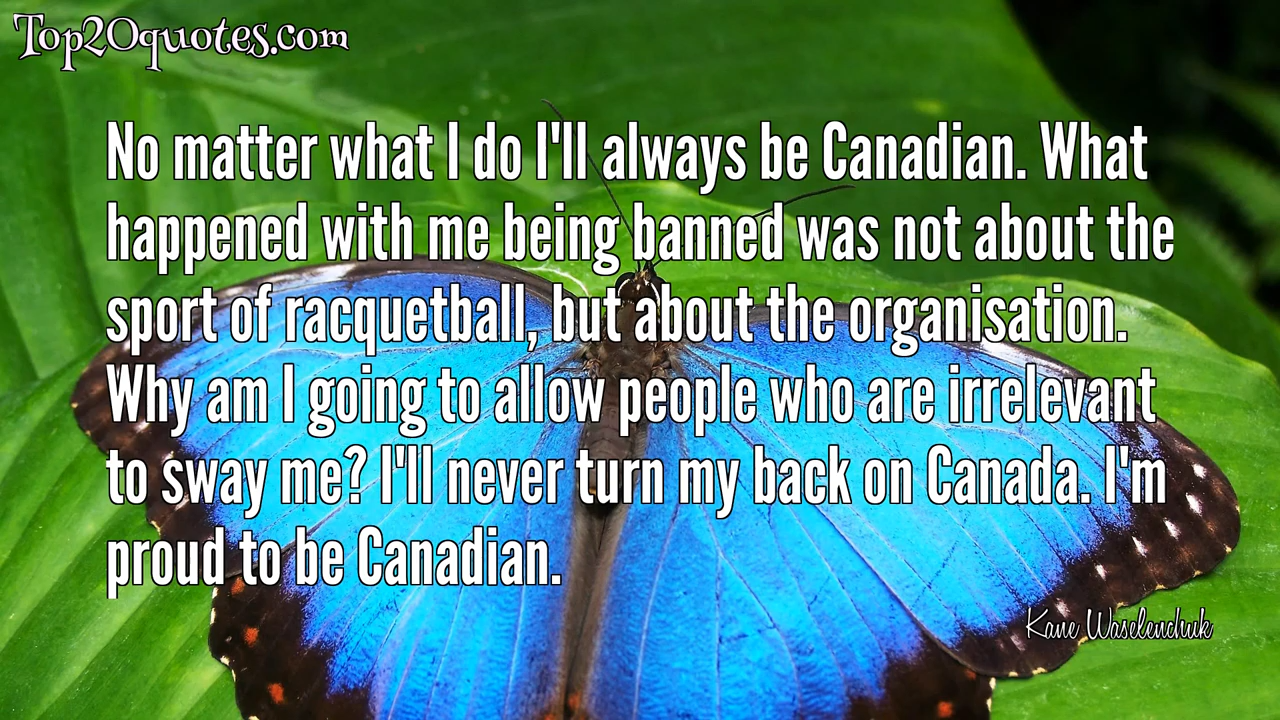 Top20quotes.com
No matter what I do I'll always be Canadian. What
happened with me being banned was not about the
sport of racquetball, but about the organisation.
Why am I going to allow people who are irrelevant
to sway me? I'll never turn my back on Canada. I'm
proud to be Canadian.
Kane Waselenchuk